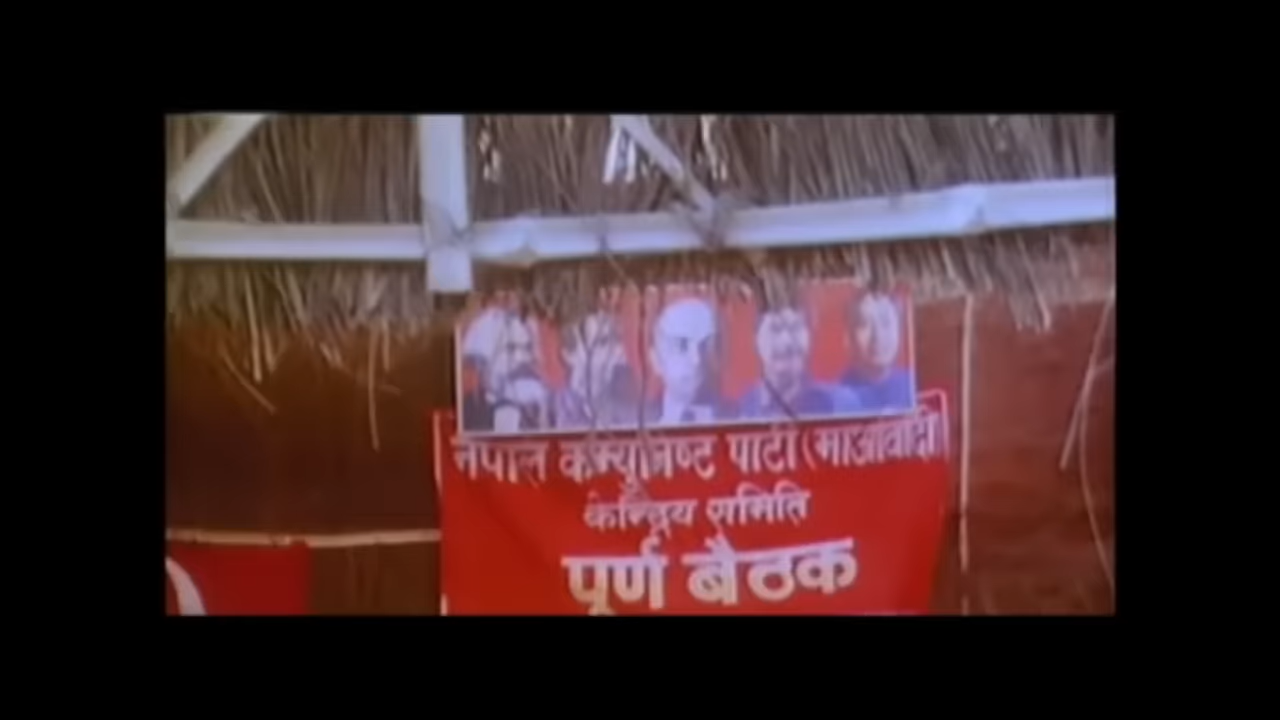 नेपाल कम्युनिष्ट पार्टी (माओवादी)
केन्द्रिय समिति
पूर्ण बैठक